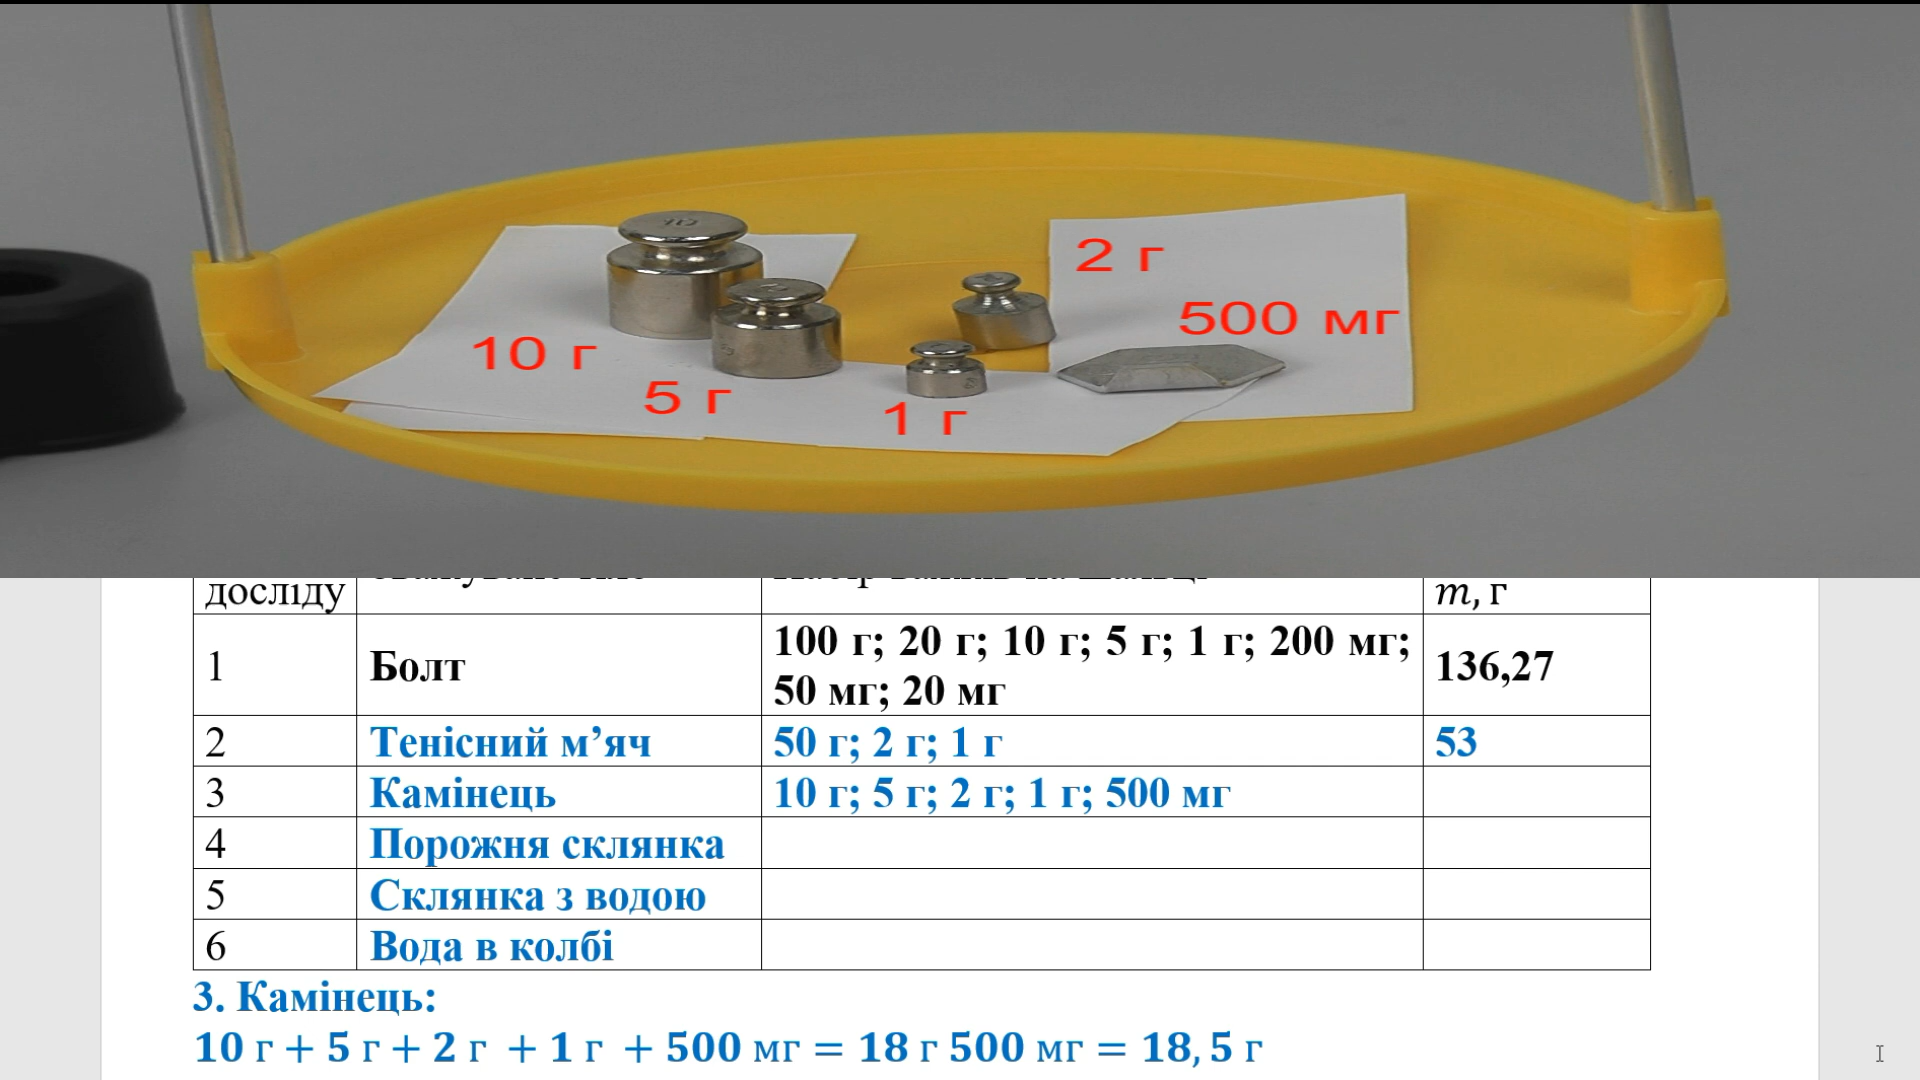 2 г
500 мг
10 г
5 г
1 г
досліду
m, г
1
Болт
100 г; 20 г; 10 г; 5 г; 1 г; 200 мг;
50 мг; 20 мг
136,27
2
Тенісний м’яч
50 г; 2 г; 1 г
53
3
Камінець
10 г; 5 г; 2 г; 1 г; 500 мг
4
Порожня склянка
5
Склянка з водою
6
Вода в колбі
3. Камінець:
10 г + 5 г + 2 г + 1 г + 500 мг = 18 г 500 мг = 18, 5 г